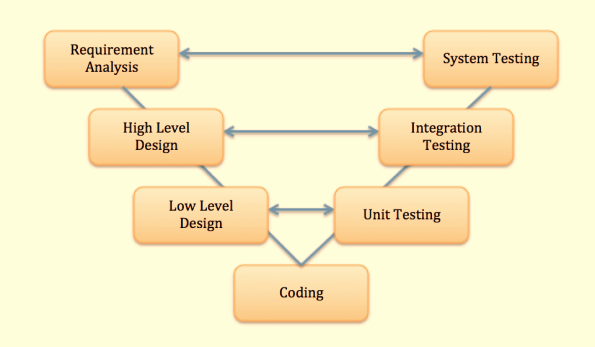 Requirement
Analysis
System Testing
High Level
Design
Integration
Testing
Low Level
Design
Unit Testing
Coding